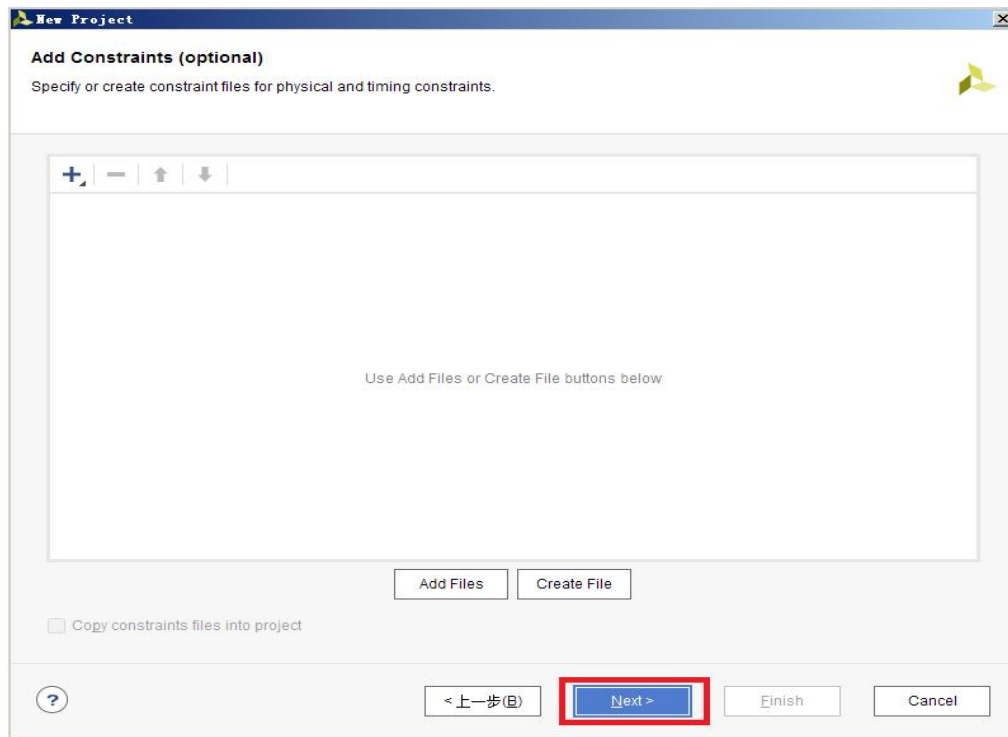 New Project
Add Constraints (optional)
Specify or create constraint files for physical and timing constraints.
Use Add Files or Create File buttons below
Add Files Create File
Copy constraints files into project
? <上一步(B) Next > Finish Cancel